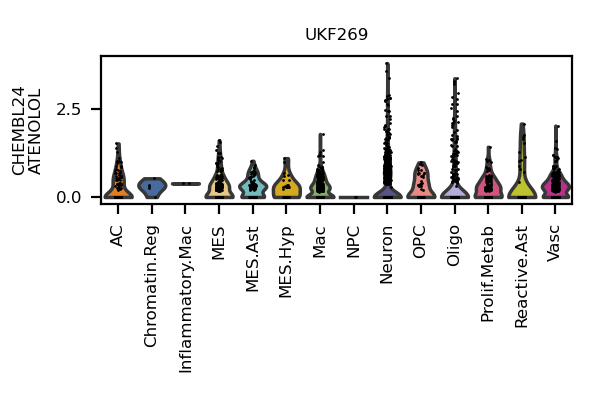 UKF269
CHEMBL24
ATENOLOL
2.5
0.0
AC
Chromatin.Reg
Inflammatory.Mac
MES
MES.Ast
MES.Hyp
Mac
NPC
Neuron
OPC
Oligo
Prolif.Metab
Reactive.Ast
Vasc